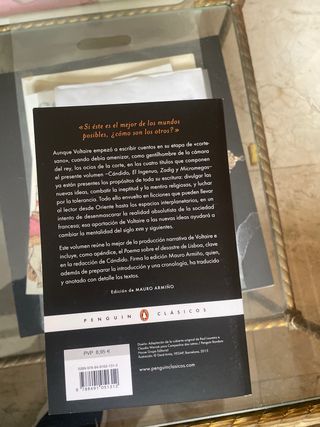 «Si éste es el mejor de los mundos
posibles, ¿cómo son los otros?»
Aunque Voltaire empezó a escribir cuentos en su etapa de «corte-
sano», cuando debía amenizar, como gentilhombre de la cámara
del rey, los ocios de la corte, en los cuatro títulos que componen
el presente volumen –Cándido, El Ingenuo, Zadig y Micromegas–
ya están presentes los propósitos de toda su escritura: divulgar las
nuevas ideas, combatir la ineptitud y la mentira religiosas, y luchar
por la tolerancia. Todo ello envuelto en ficciones que pueden llevar
al lector desde Oriente hasta los espacios interplanetarios, en un
intento de desenmascarar la realidad absolutista de la sociedad
francesa; esa aportación de Voltaire a las nuevas ideas ayudará a
cambiar la mentalidad del siglo XVIII y siguientes.
Este volumen reúne lo mejor de la producción narrativa de Voltaire e
incluye, como apéndice, el Poema sobre el desastre de Lisboa, clave
en la redacción de Cándido. Firma la edición Mauro Armiño, quien,
además de preparar la introducción y una cronología, ha traducido
y anotado con detalle los textos.
Edición de MAURO ARMIÑO
PENGUIN CLÁSICOS
PVP 8,95 €
www.penguinclasicos.com